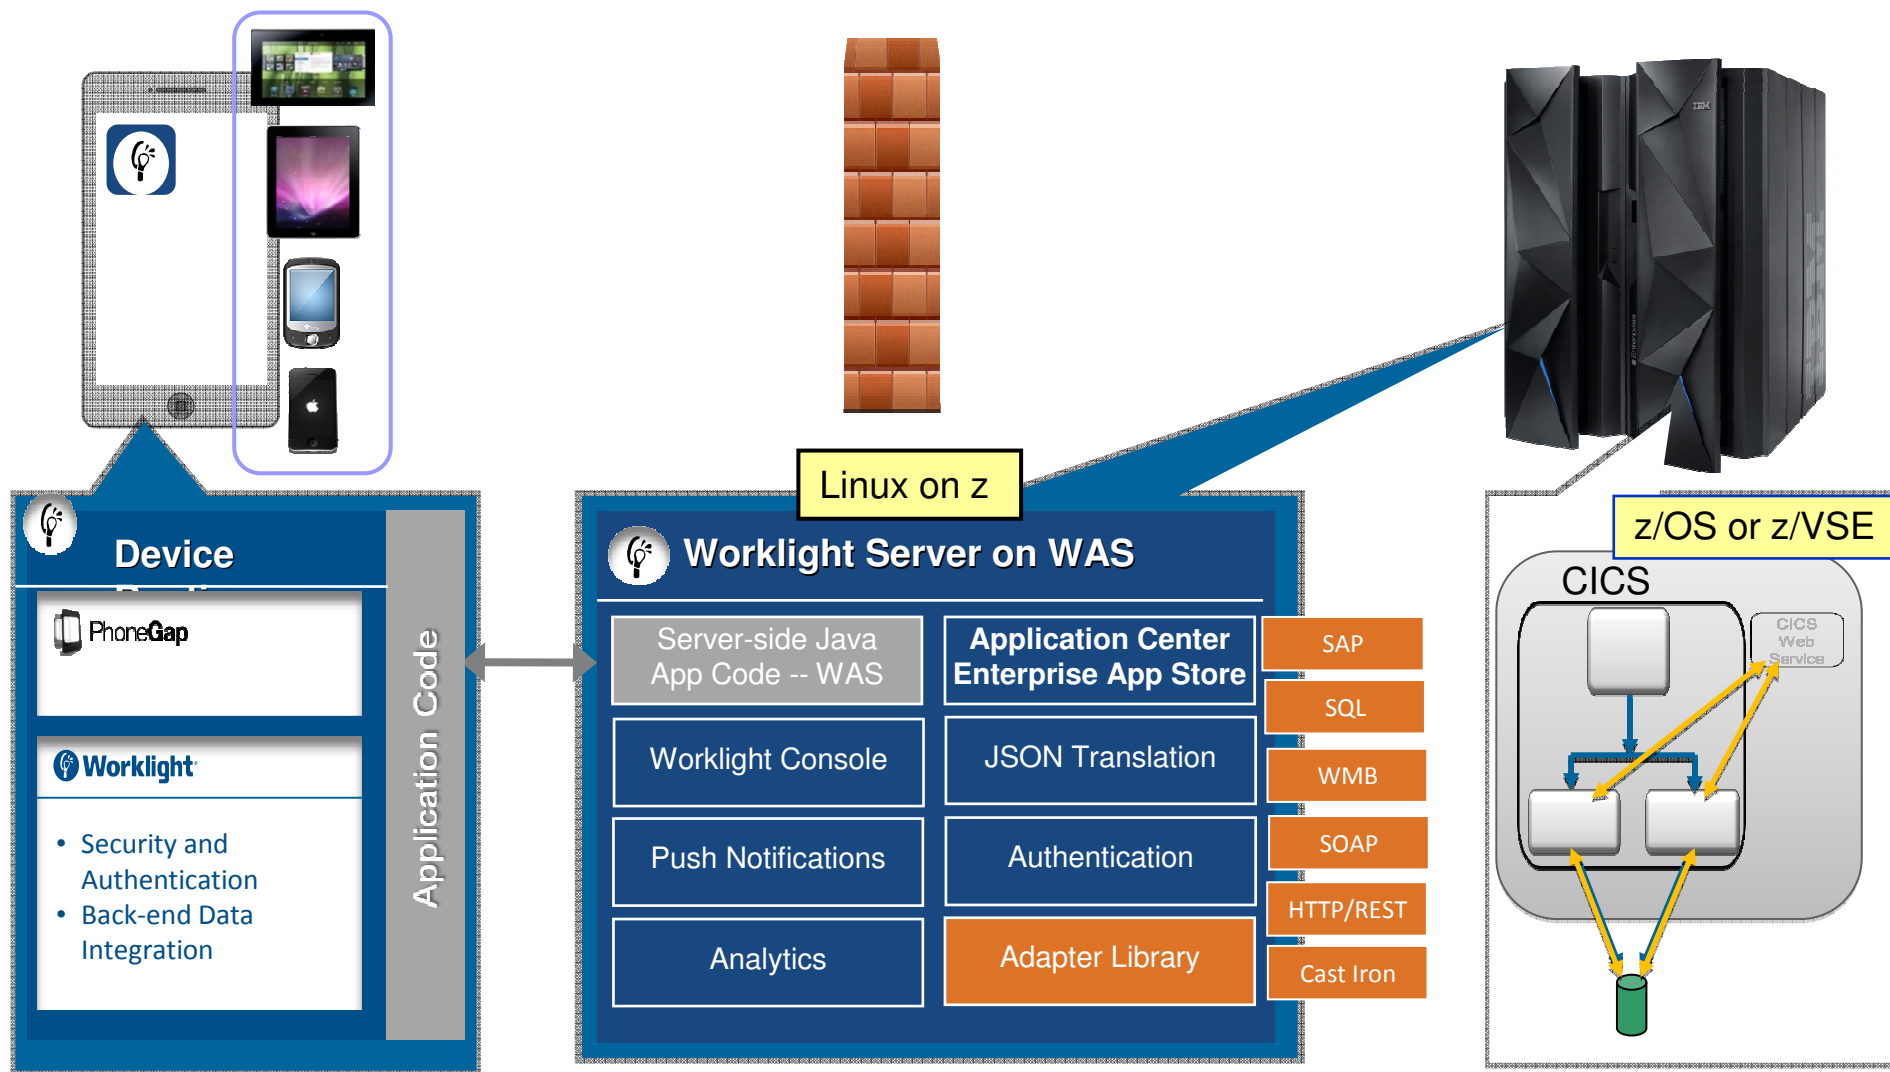 IBM
Linux on z
z/OS or z/VSE
Device
PhoneGap
Worklight
• Security and
Authentication
• Back-end Data
Integration
Application Code
Worklight Server on WAS
Server-side Java
App Code -- WAS
Application Center
Enterprise App Store
Worklight Console
JSON Translation
Push Notifications
Authentication
Analytics
Adapter Library
SAP
SQL
WMB
SOAP
HTTP/REST
Cast Iron
CICS
CICS
Web
Service